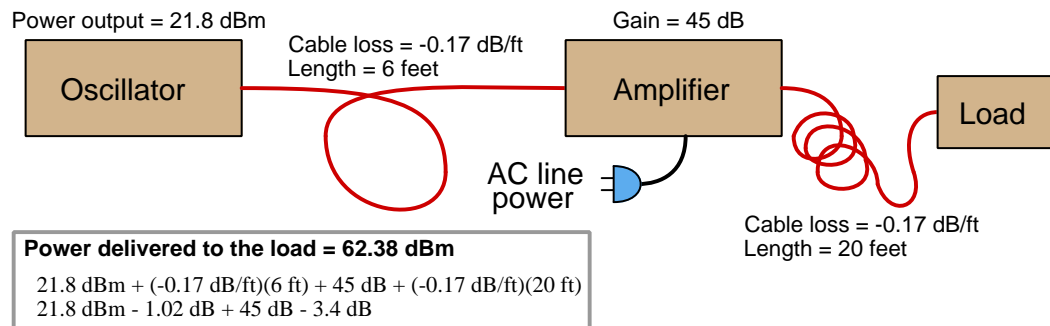 Power output = 21.8 dBm
Gain = 45 dB
Cable loss = -0.17 dB/ft
Length = 6 feet
Oscillator
Amplifier
Load
AC line
power
Cable loss = -0.17 dB/ft
Length = 20 feet
Power delivered to the load = 62.38 dBm
21.8 dBm + (-0.17 dB/ft)(6 ft) + 45 dB + (-0.17 dB/ft)(20 ft)
21.8 dBm - 1.02 dB + 45 dB - 3.4 dB